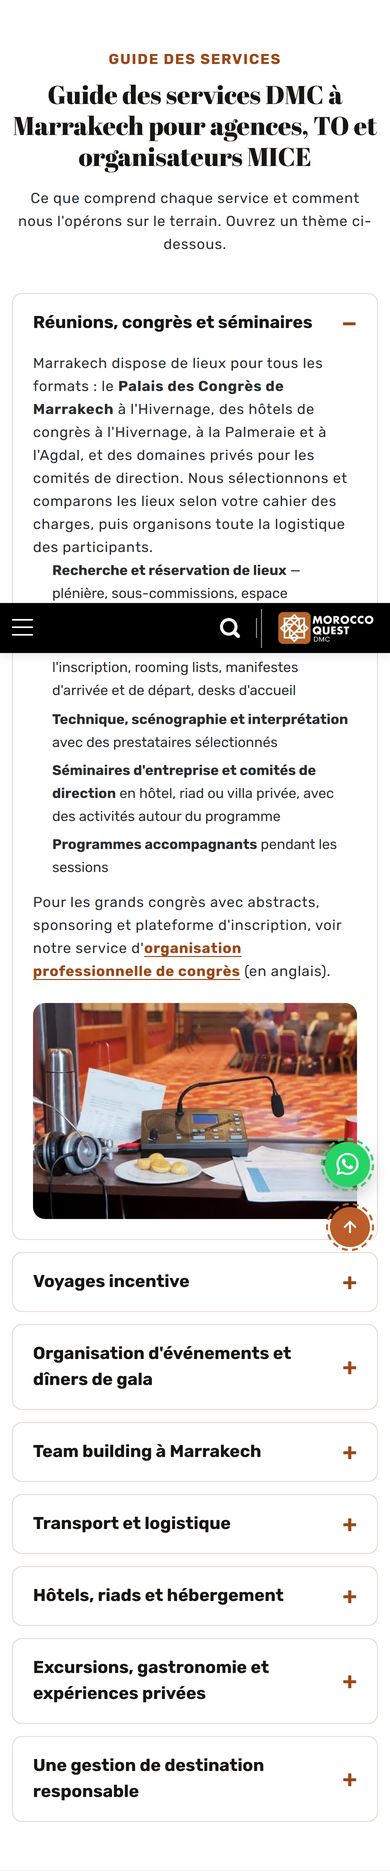 GUIDE DES SERVICES
Guide des services DMC à
Marrakech pour agences, TO et
organisateurs MICE
Ce que comprend chaque service et comment
nous l'opérons sur le terrain. Ouvrez un thème ci-
dessous.
Réunions, congrès et séminaires
Marrakech dispose de lieux pour tous les
formats : le Palais des Congrès de
Marrakech à l'Hivernage, des hôtels de
congrès à l'Hivernage, à la Palmeraie et à
l'Agdal, et des domaines privés pour les
comités de direction. Nous sélectionnons et
comparons les lieux selon votre cahier des
charges, puis organisons toute la logistique
des participants.
Recherche et réservation de lieux —
plénière, sous-commissions, espace
MOROCCO
QUEST
DMC
l'inscription, rooming lists, manifestes
d'arrivée et de départ, desks d'accueil
Technique, scénographie et interprétation
avec des prestataires sélectionnés
Séminaires d'entreprise et comités de
direction en hôtel, riad ou villa privée, avec
des activités autour du programme
Programmes accompagnants pendant les
sessions
Pour les grands congrès avec abstracts,
sponsoring et plateforme d'inscription, voir
notre service d'organisation
professionnelle de congrès (en anglais).
Voyages incentive
Organisation d'événements et
dîners de gala
Team building à Marrakech
Transport et logistique
Hôtels, riads et hébergement
Excursions, gastronomie et
expériences privées
Une gestion de destination
responsable